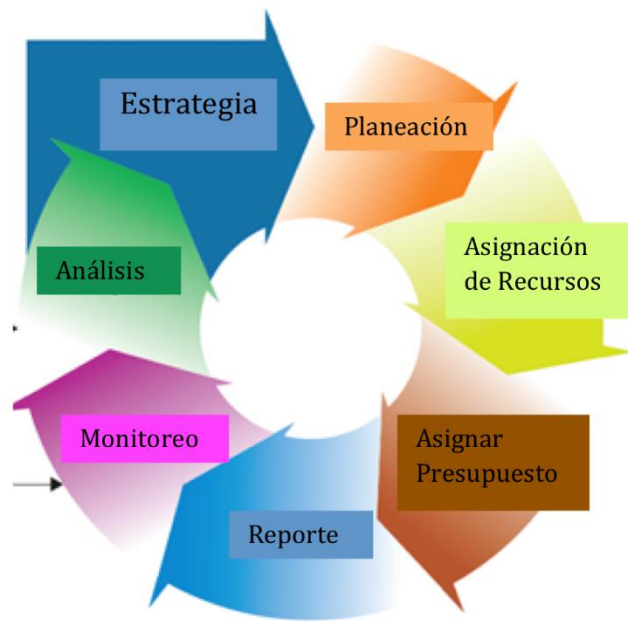 Estrategia
Planeación
Asignación
de Recursos
Asignar
Presupuesto
Reporte
Monitoreo
Análisis